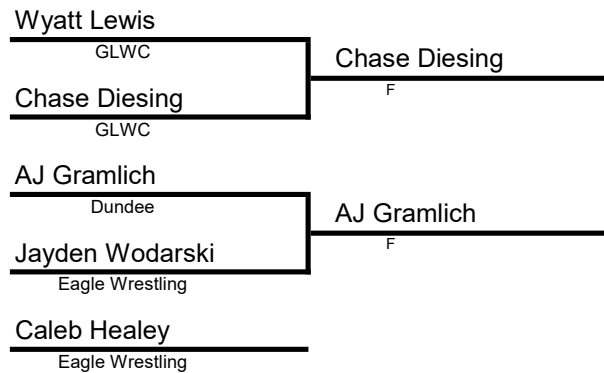 Wyatt Lewis
GLWC
Chase Diesing
F
Chase Diesing
GLWC
AJ Gramlich
Dundee
AJ Gramlich
F
Jayden Wodarski
Eagle Wrestling
Caleb Healey
Eagle Wrestling